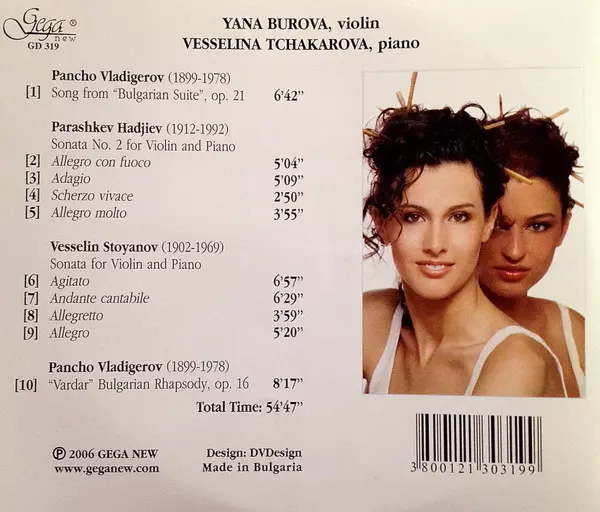 Gega ®
new
GD 319
YANA BUROVA, violin
VESSELINA TCHAKAROVA, piano
Pancho Vladigerov (1899-1978)
[1] Song from “Bulgarian Suite”, op. 21 6’42”
Parashkev Hadjiev (1912-1992)
Sonata No. 2 for Violin and Piano
[2] Allegro con fuoco 5’04”
[3] Adagio 5’09”
[4] Scherzo vivace 2’50”
[5] Allegro molto 3’55”
Vesselin Stoyanov (1902-1969)
Sonata for Violin and Piano
[6] Agitato 6’57”
[7] Andante cantabile 6’29”
[8] Allegretto 3’59”
[9] Allegro 5’20”
Pancho Vladigerov (1899-1978)
[10] “Vardar” Bulgarian Rhapsody, op. 16 8’17”
Total Time: 54’47”
℗ 2006 GEGA NEW Design: DVDesign
www.geganew.com Made in Bulgaria
3 800121 303199